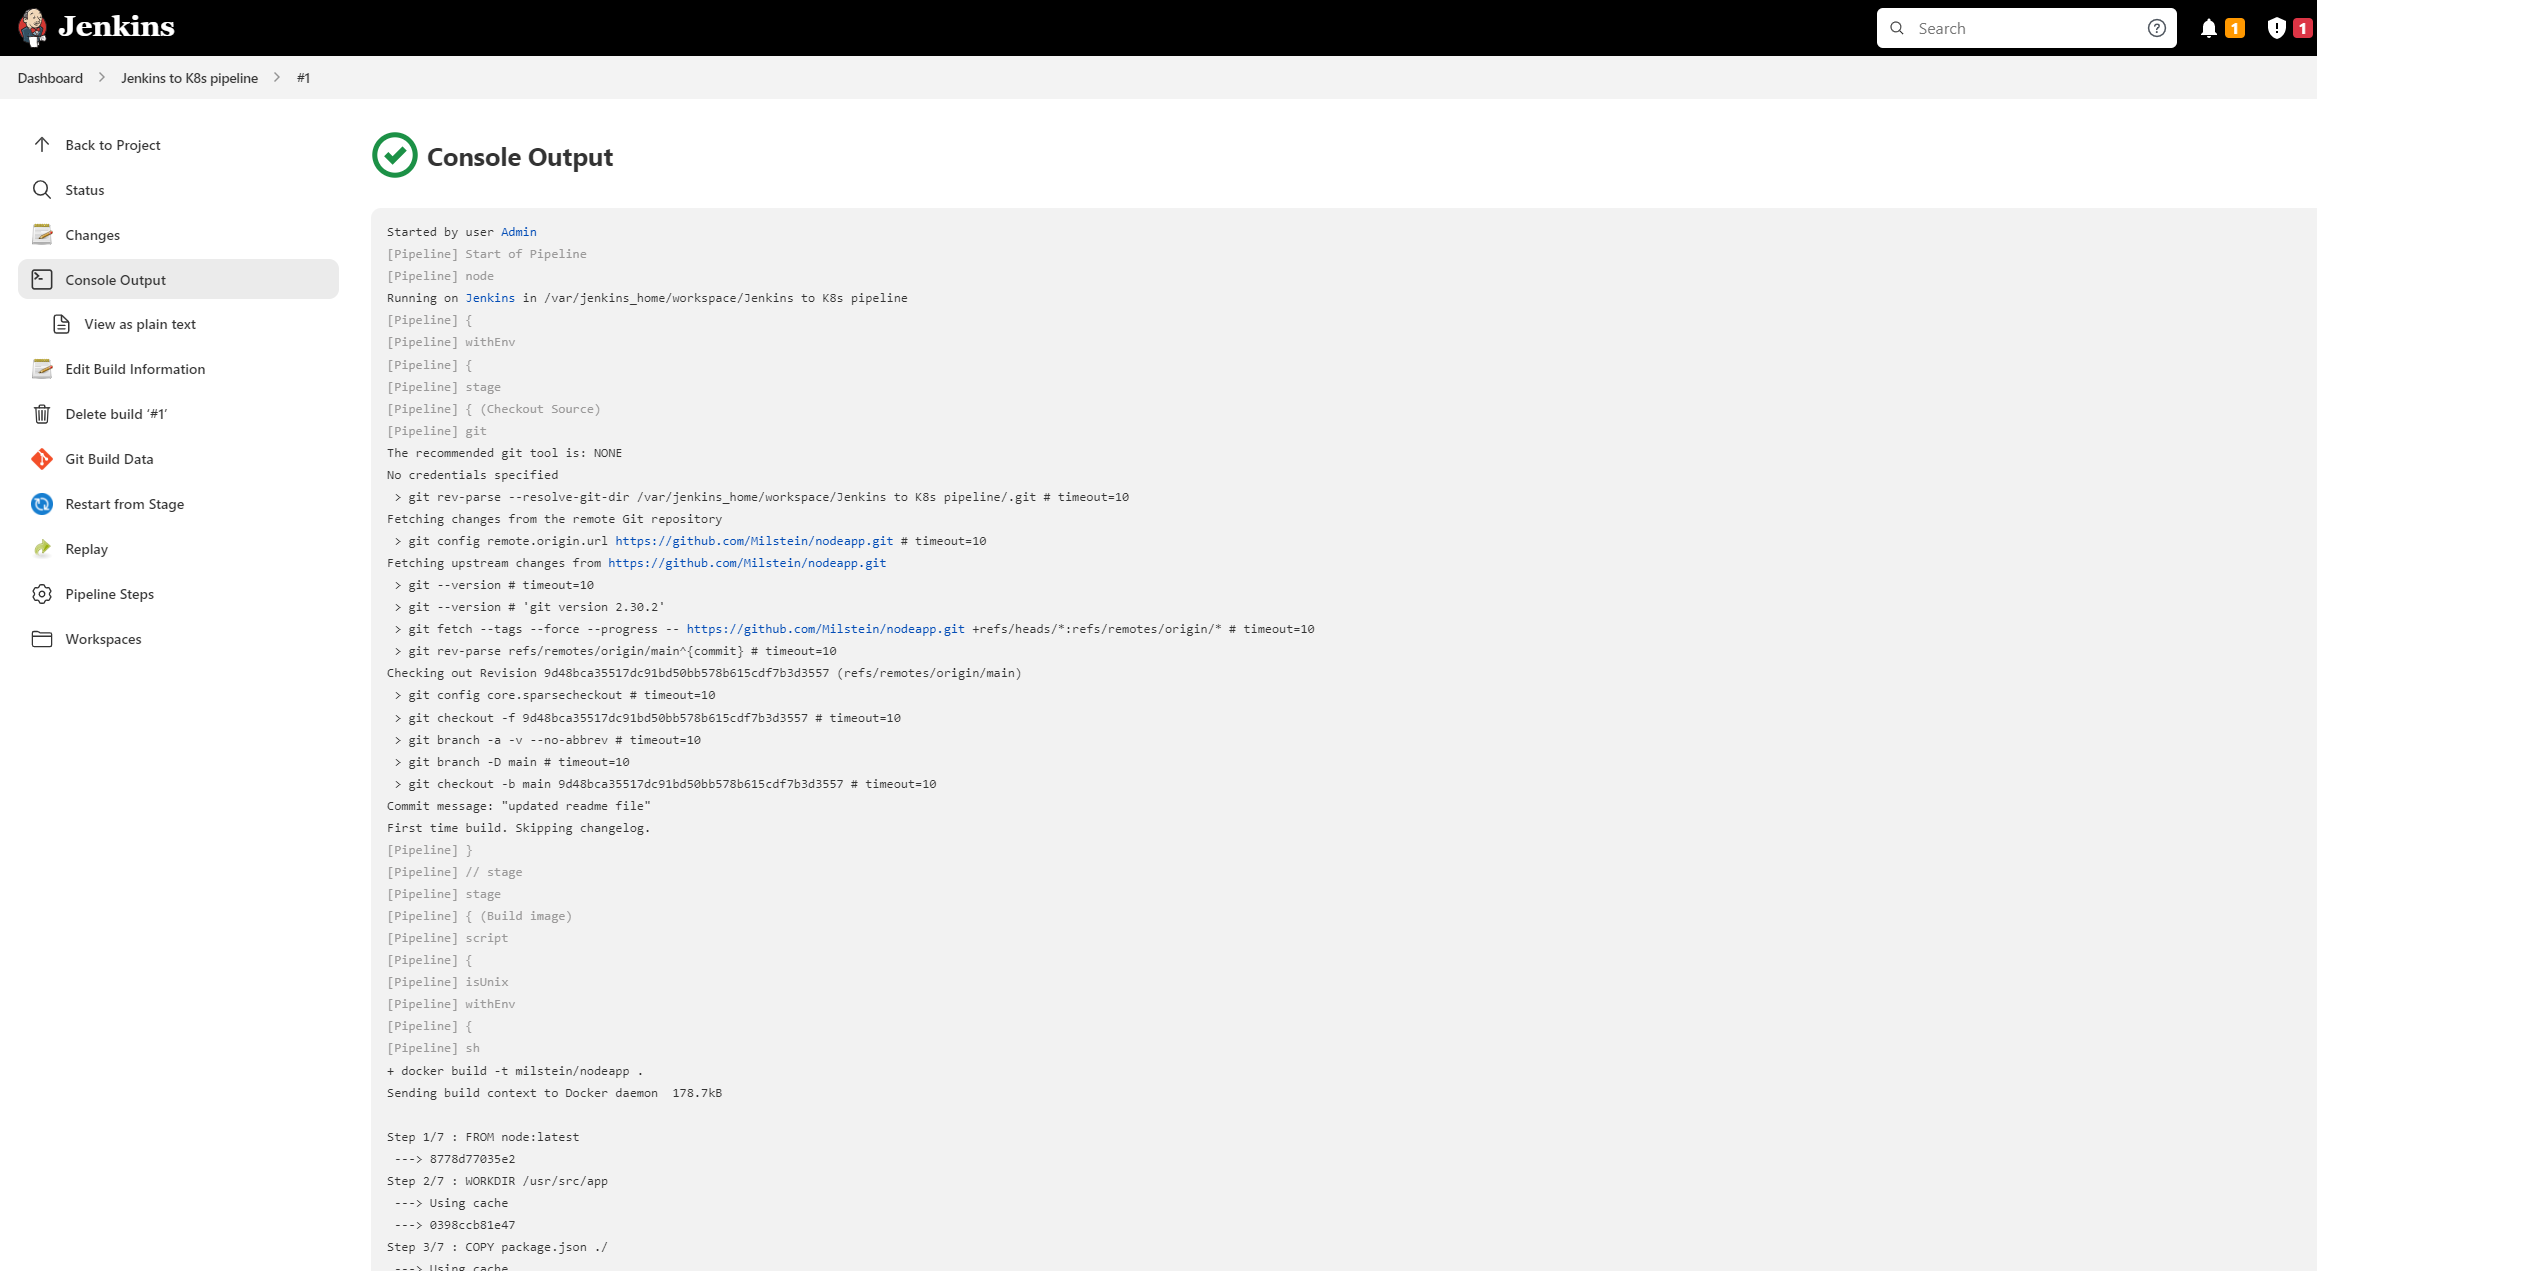 Jenkins
Search
1
1
Dashboard
Jenkins to K8s pipeline
#1
Back to Project
Status
Changes
Console Output
View as plain text
Edit Build Information
Delete build ‘#1’
Git Build Data
Restart from Stage
Replay
Pipeline Steps
Workspaces
Console Output
Started by user Admin
[Pipeline] Start of Pipeline
[Pipeline] node
Running on Jenkins in /var/jenkins_home/workspace/Jenkins to K8s pipeline
[Pipeline] {
[Pipeline] withEnv
[Pipeline] {
[Pipeline] stage
[Pipeline] { (Checkout Source)
[Pipeline] git
The recommended git tool is: NONE
No credentials specified
> git rev-parse --resolve-git-dir /var/jenkins_home/workspace/Jenkins to K8s pipeline/.git # timeout=10
Fetching changes from the remote Git repository
> git config remote.origin.url https://github.com/Milstein/nodeapp.git # timeout=10
Fetching upstream changes from https://github.com/Milstein/nodeapp.git
> git --version # timeout=10
> git --version # 'git version 2.30.2'
> git fetch --tags --force --progress -- https://github.com/Milstein/nodeapp.git +refs/heads/*:refs/remotes/origin/* # timeout=10
> git rev-parse refs/remotes/origin/main^{commit} # timeout=10
Checking out Revision 9d48bca35517dc91bd50bb578b615cdf7b3d3557 (refs/remotes/origin/main)
> git config core.sparsecheckout # timeout=10
> git checkout -f 9d48bca35517dc91bd50bb578b615cdf7b3d3557 # timeout=10
> git branch -a -v --no-abbrev # timeout=10
> git branch -D main # timeout=10
> git checkout -b main 9d48bca35517dc91bd50bb578b615cdf7b3d3557 # timeout=10
Commit message: "updated readme file"
First time build. Skipping changelog.
[Pipeline] }
[Pipeline] // stage
[Pipeline] stage
[Pipeline] { (Build image)
[Pipeline] script
[Pipeline] {
[Pipeline] isUnix
[Pipeline] withEnv
[Pipeline] {
[Pipeline] sh
+ docker build -t milstein/nodeapp .
Sending build context to Docker daemon  178.7kB
Step 1/7 : FROM node:latest
---> 8778d77035e2
Step 2/7 : WORKDIR /usr/src/app
---> Using cache
---> 0398ccb81e47
Step 3/7 : COPY package.json ./
---> Using cache